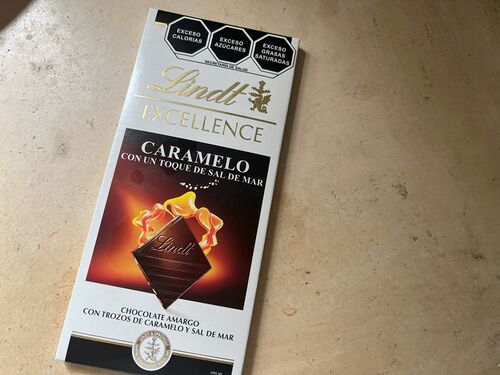 EXCESO CALORÍAS
EXCESO AZÚCARES
EXCESO GRASAS SATURADAS
SECRETARÍA DE SALUD
Lindt
EXCELLENCE
CARAMELO
CON UN TOQUE DE SAL DE MAR
Lindt
CHOCOLATE AMARGO
CON TROZOS DE CARAMELO Y SAL DE MAR